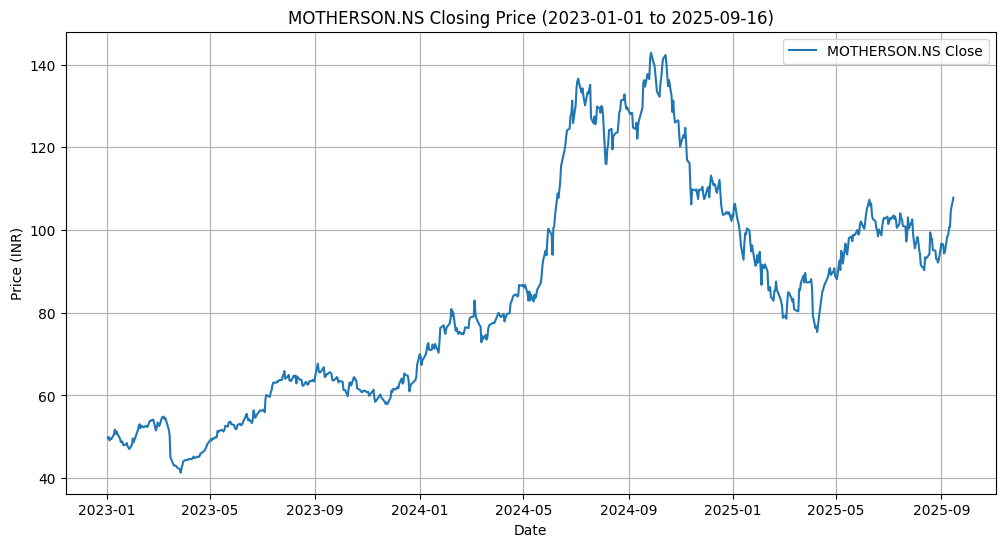 MOTHERSON.NS Closing Price (2023-01-01 to 2025-09-16)
MOTHERSON.NS Close
Price (INR)
140
120
100
80
60
40
2023-01 2023-05 2023-09 2024-01 2024-05 2024-09 2025-01 2025-05 2025-09
Date